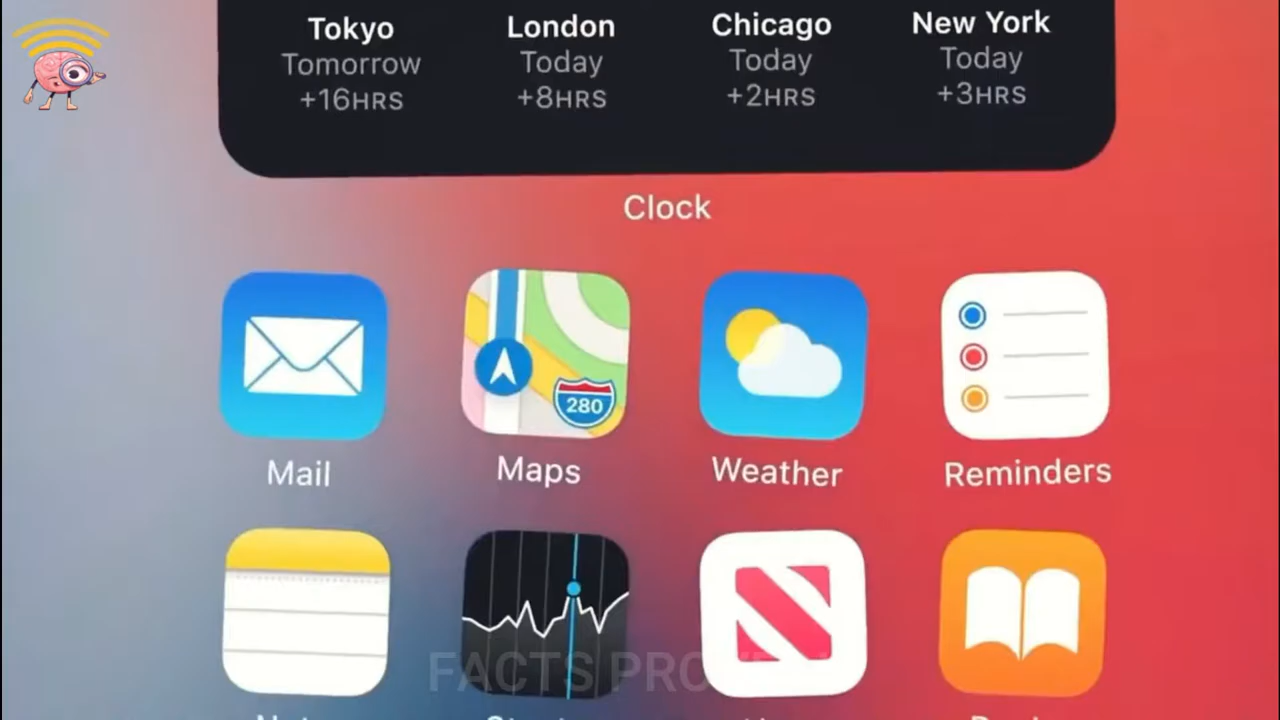 Tokyo
Tomorrow
+16HRS
London
Today
+8HRS
Chicago
Today
+2HRS
New York
Today
+3HRS
Clock
280
Mail
Maps
Weather
Reminders
FACTS